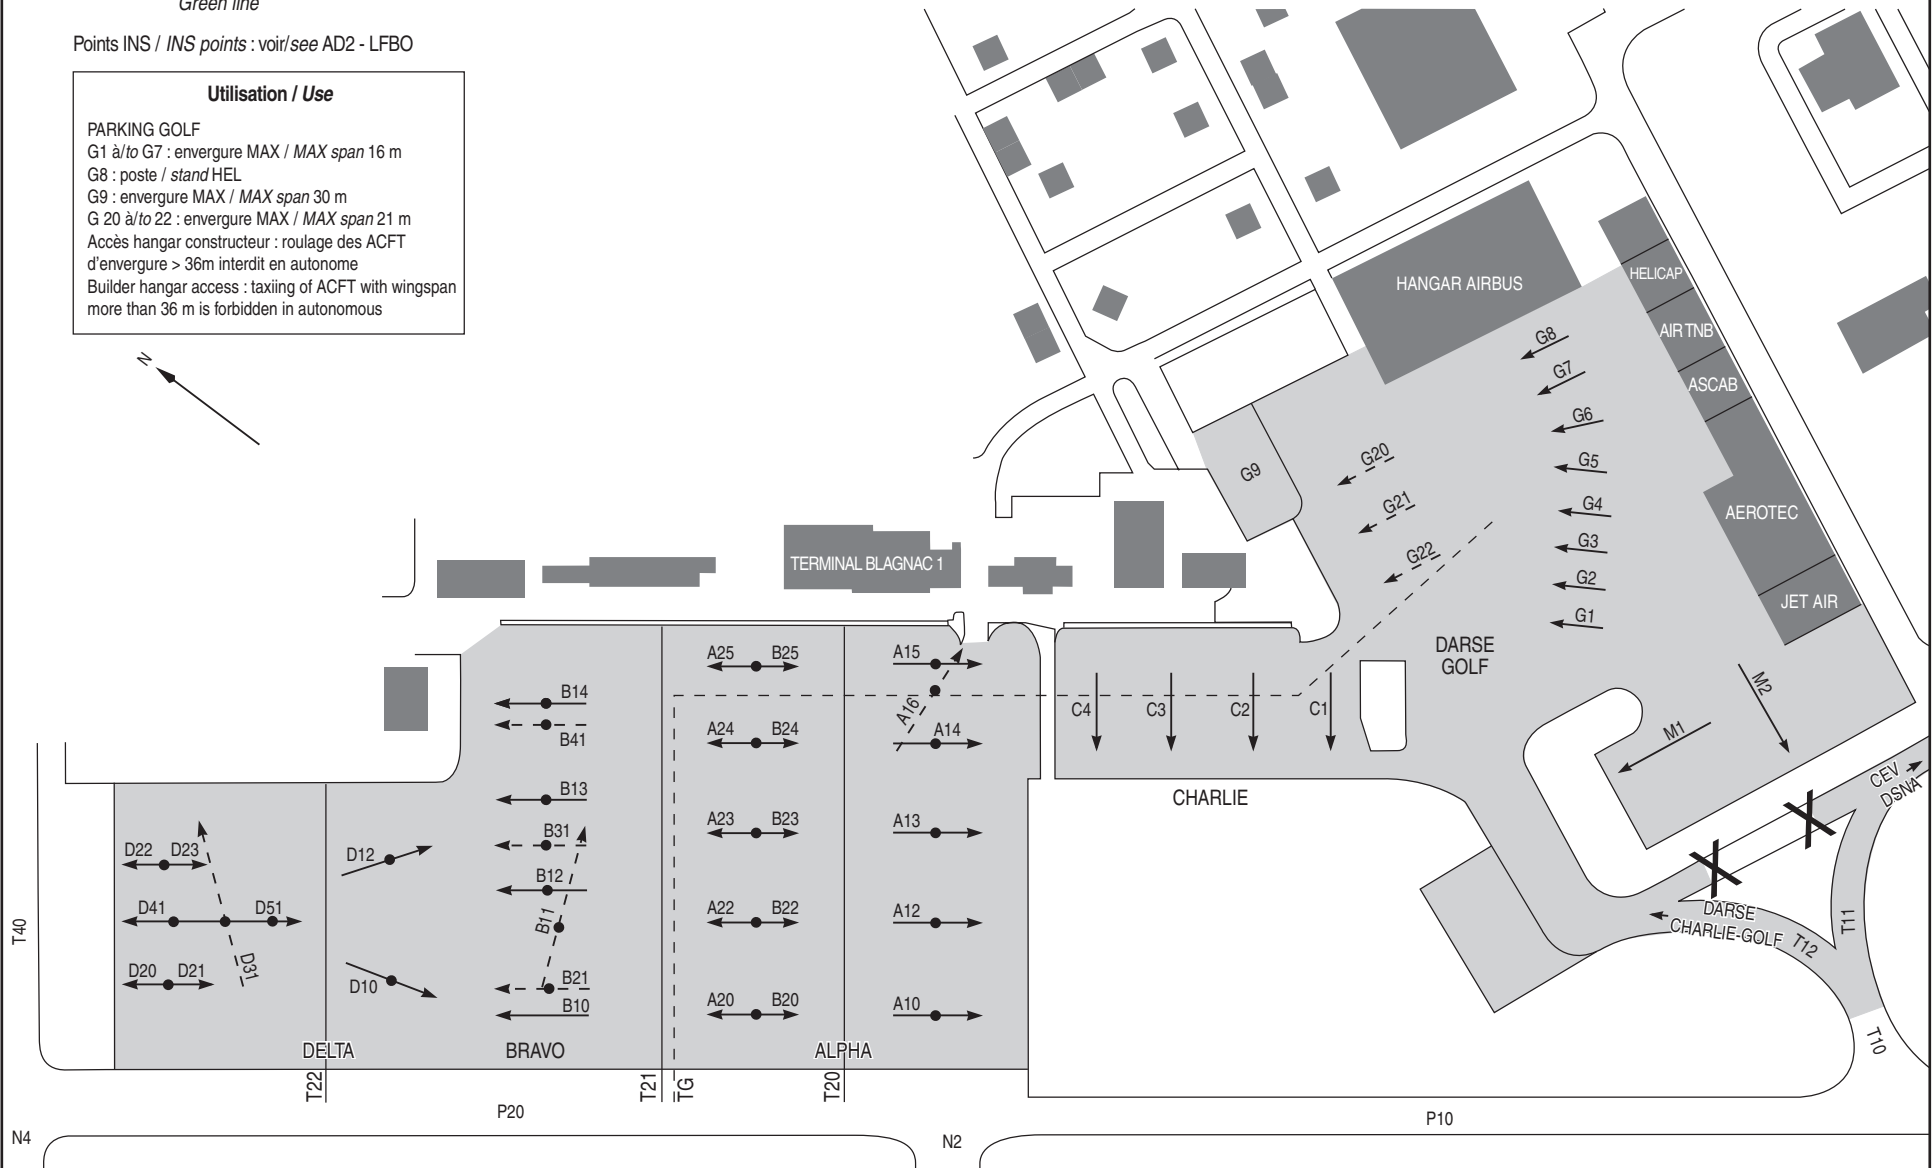 Green line
Points INS / INS points : voir/see AD2 - LFBO
Utilisation / Use
PARKING GOLF
G1 à/to G7 : envergure MAX / MAX span 16 m
G8 : poste / stand HEL
G9 : envergure MAX / MAX span 30 m
G 20 à/to 22 : envergure MAX / MAX span 21 m
Accès hangar constructeur : roulage des ACFT
d'envergure > 36m interdit en autonome
Builder hangar access : taxiing of ACFT with wingspan
more than 36 m is forbidden in autonomous
N
HANGAR AIRBUS
HELICAP
AIR TNB
ASCAB
AEROTEC
JET AIR
G8
G7
G6
G5
G4
G3
G2
G1
G9
G20
G21
G22
TERMINAL BLAGNAC 1
DARSE
GOLF
M2
M1
A25 B25
A15
B14
B41
A16
A24 B24
A14
C4 C3 C2 C1
CHARLIE
B13
B31
A23 B23
A13
D22 D23
D12
B12
B11
D41 D51
A22 B22
A12
D31
D20 D21
D10
B21
B10
A20 B20
A10
DELTA
BRAVO
ALPHA
T40
T22
T21
TG
T20
P20
P10
N4
N2
CEV
DSNA
DARSE
CHARLIE-GOLF
T12
T11
T10